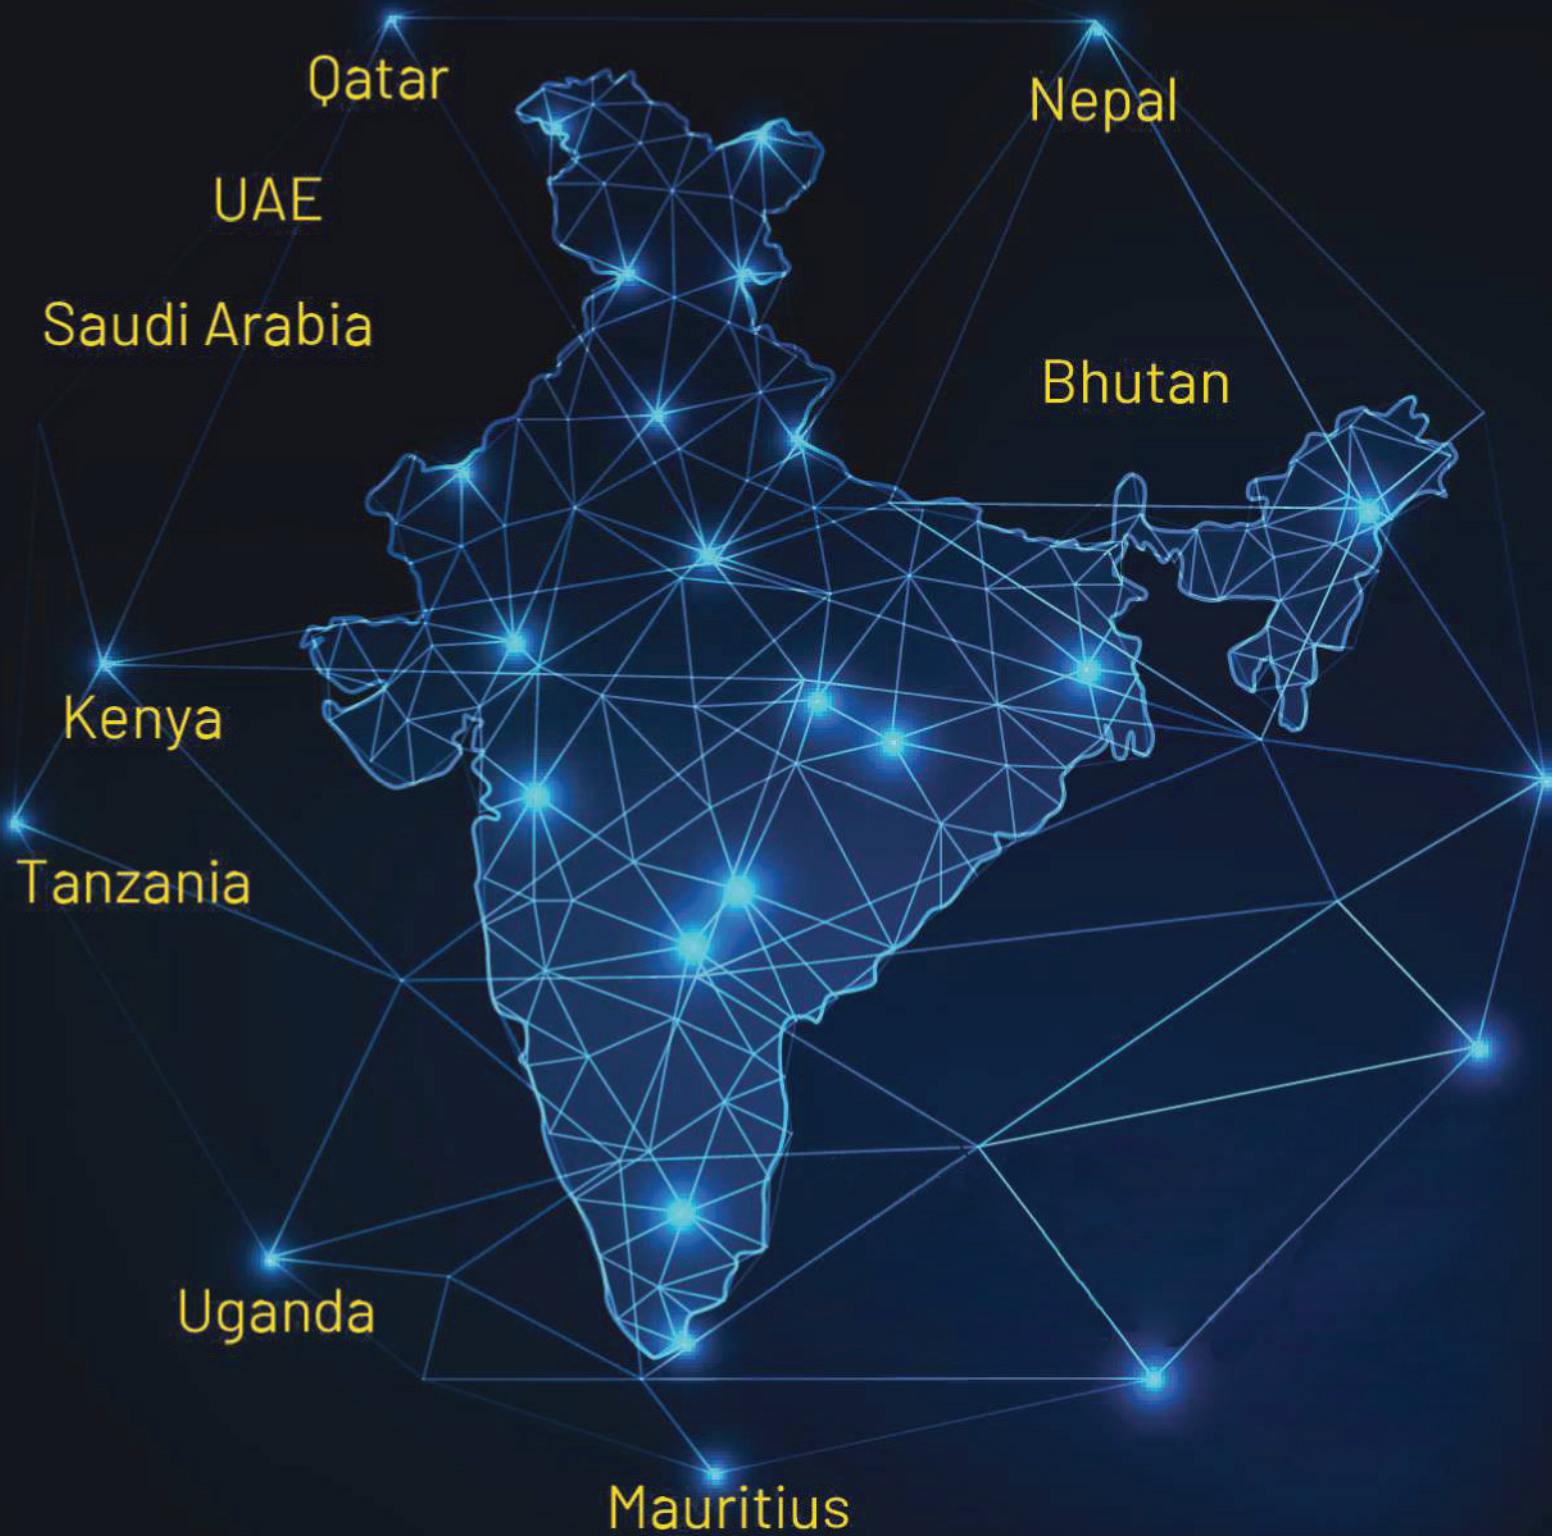 Qatar
Nepal
UAE
Saudi Arabia
Bhutan
Kenya
Tanzania
Uganda
Mauritius